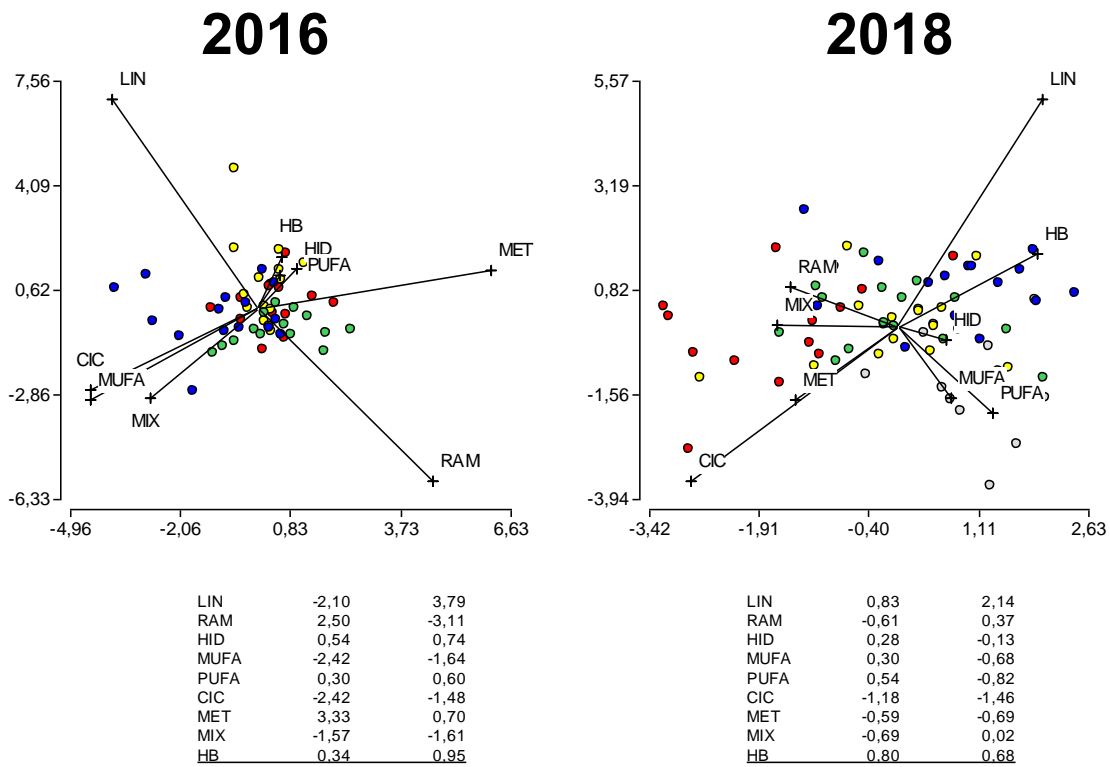 2016
2018
7,56
4,09
0,62
-2,86
-6,33
-4,96
-2,06
0,83
3,73
6,63
LIN
HB
HID
PUFA
MET
CIC
MUFA
MIX
RAM
5,57
3,19
0,82
-1,56
-3,94
-3,42
-1,91
-0,40
1,11
2,63
LIN
HB
RAM
MIX
HID
MET
MUFA
PUFA
CIC
LIN -2,10 3,79
RAM 2,50 -3,11
HID 0,54 0,74
MUFA -2,42 -1,64
PUFA 0,30 0,60
CIC -2,42 -1,48
MET 3,33 0,70
MIX -1,57 -1,61
HB 0,34 0,95
LIN 0,83 2,14
RAM -0,61 0,37
HID 0,28 -0,13
MUFA 0,30 -0,68
PUFA 0,54 -0,82
CIC -1,18 -1,46
MET -0,59 -0,69
MIX -0,69 0,02
HB 0,80 0,68